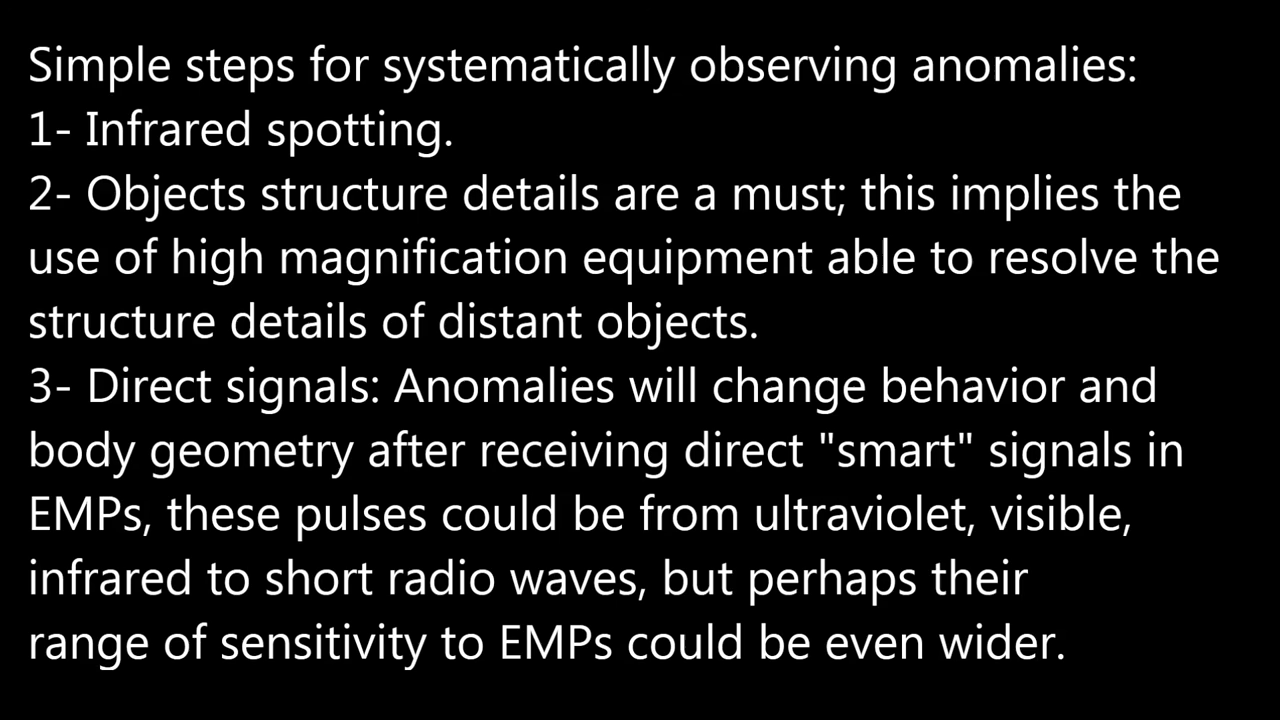 Simple steps for systematically observing anomalies:
1- Infrared spotting.
2- Objects structure details are a must; this implies the
use of high magnification equipment able to resolve the
structure details of distant objects.
3- Direct signals: Anomalies will change behavior and
body geometry after receiving direct "smart" signals in
EMPs, these pulses could be from ultraviolet, visible,
infrared to short radio waves, but perhaps their
range of sensitivity to EMPs could be even wider.